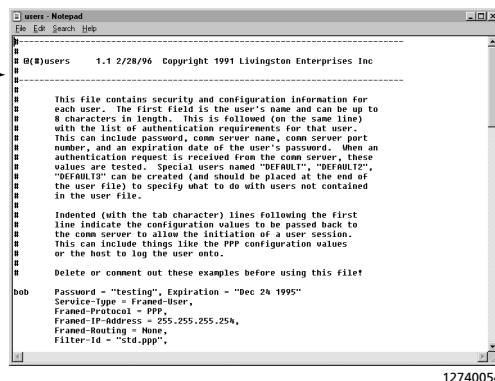 users - Notepad
File Edit Search Help
#---------------------------------------------------------------------------
#
# @(#)users 1.1 2/28/96 Copyright 1991 Livingston Enterprises Inc
#
#---------------------------------------------------------------------------
#
# This file contains security and configuration information for
# each user. The first field is the user's name and can be up to
# 8 characters in length. This is followed (on the same line)
# with the list of authentication requirements for that user.
# This can include password, comm server name, comm server port
# number, and an expiration date of the user's password. When an
# authentication request is received from the comm server, these
# values are tested. Special users named "DEFAULT", "DEFAULT2",
# "DEFAULT3" can be created (and should be placed at the end of
# the user file) to specify what to do with users not contained
# in the user file.
#
# Indented (with the tab character) lines following the first
# line indicate the configuration values to be passed back to
# the comm server to allow the initiation of a user session.
# This can include things like the PPP configuration values
# or the host to log the user onto.
#
# Delete or comment out these examples before using this file!
bob Password = "testing", Expiration = "Dec 24 1995"
Service-Type = Framed-User,
Framed-Protocol = PPP,
Framed-IP-Address = 255.255.255.254,
Framed-Routing = None,
Filter-Id = "std.ppp",
12740054